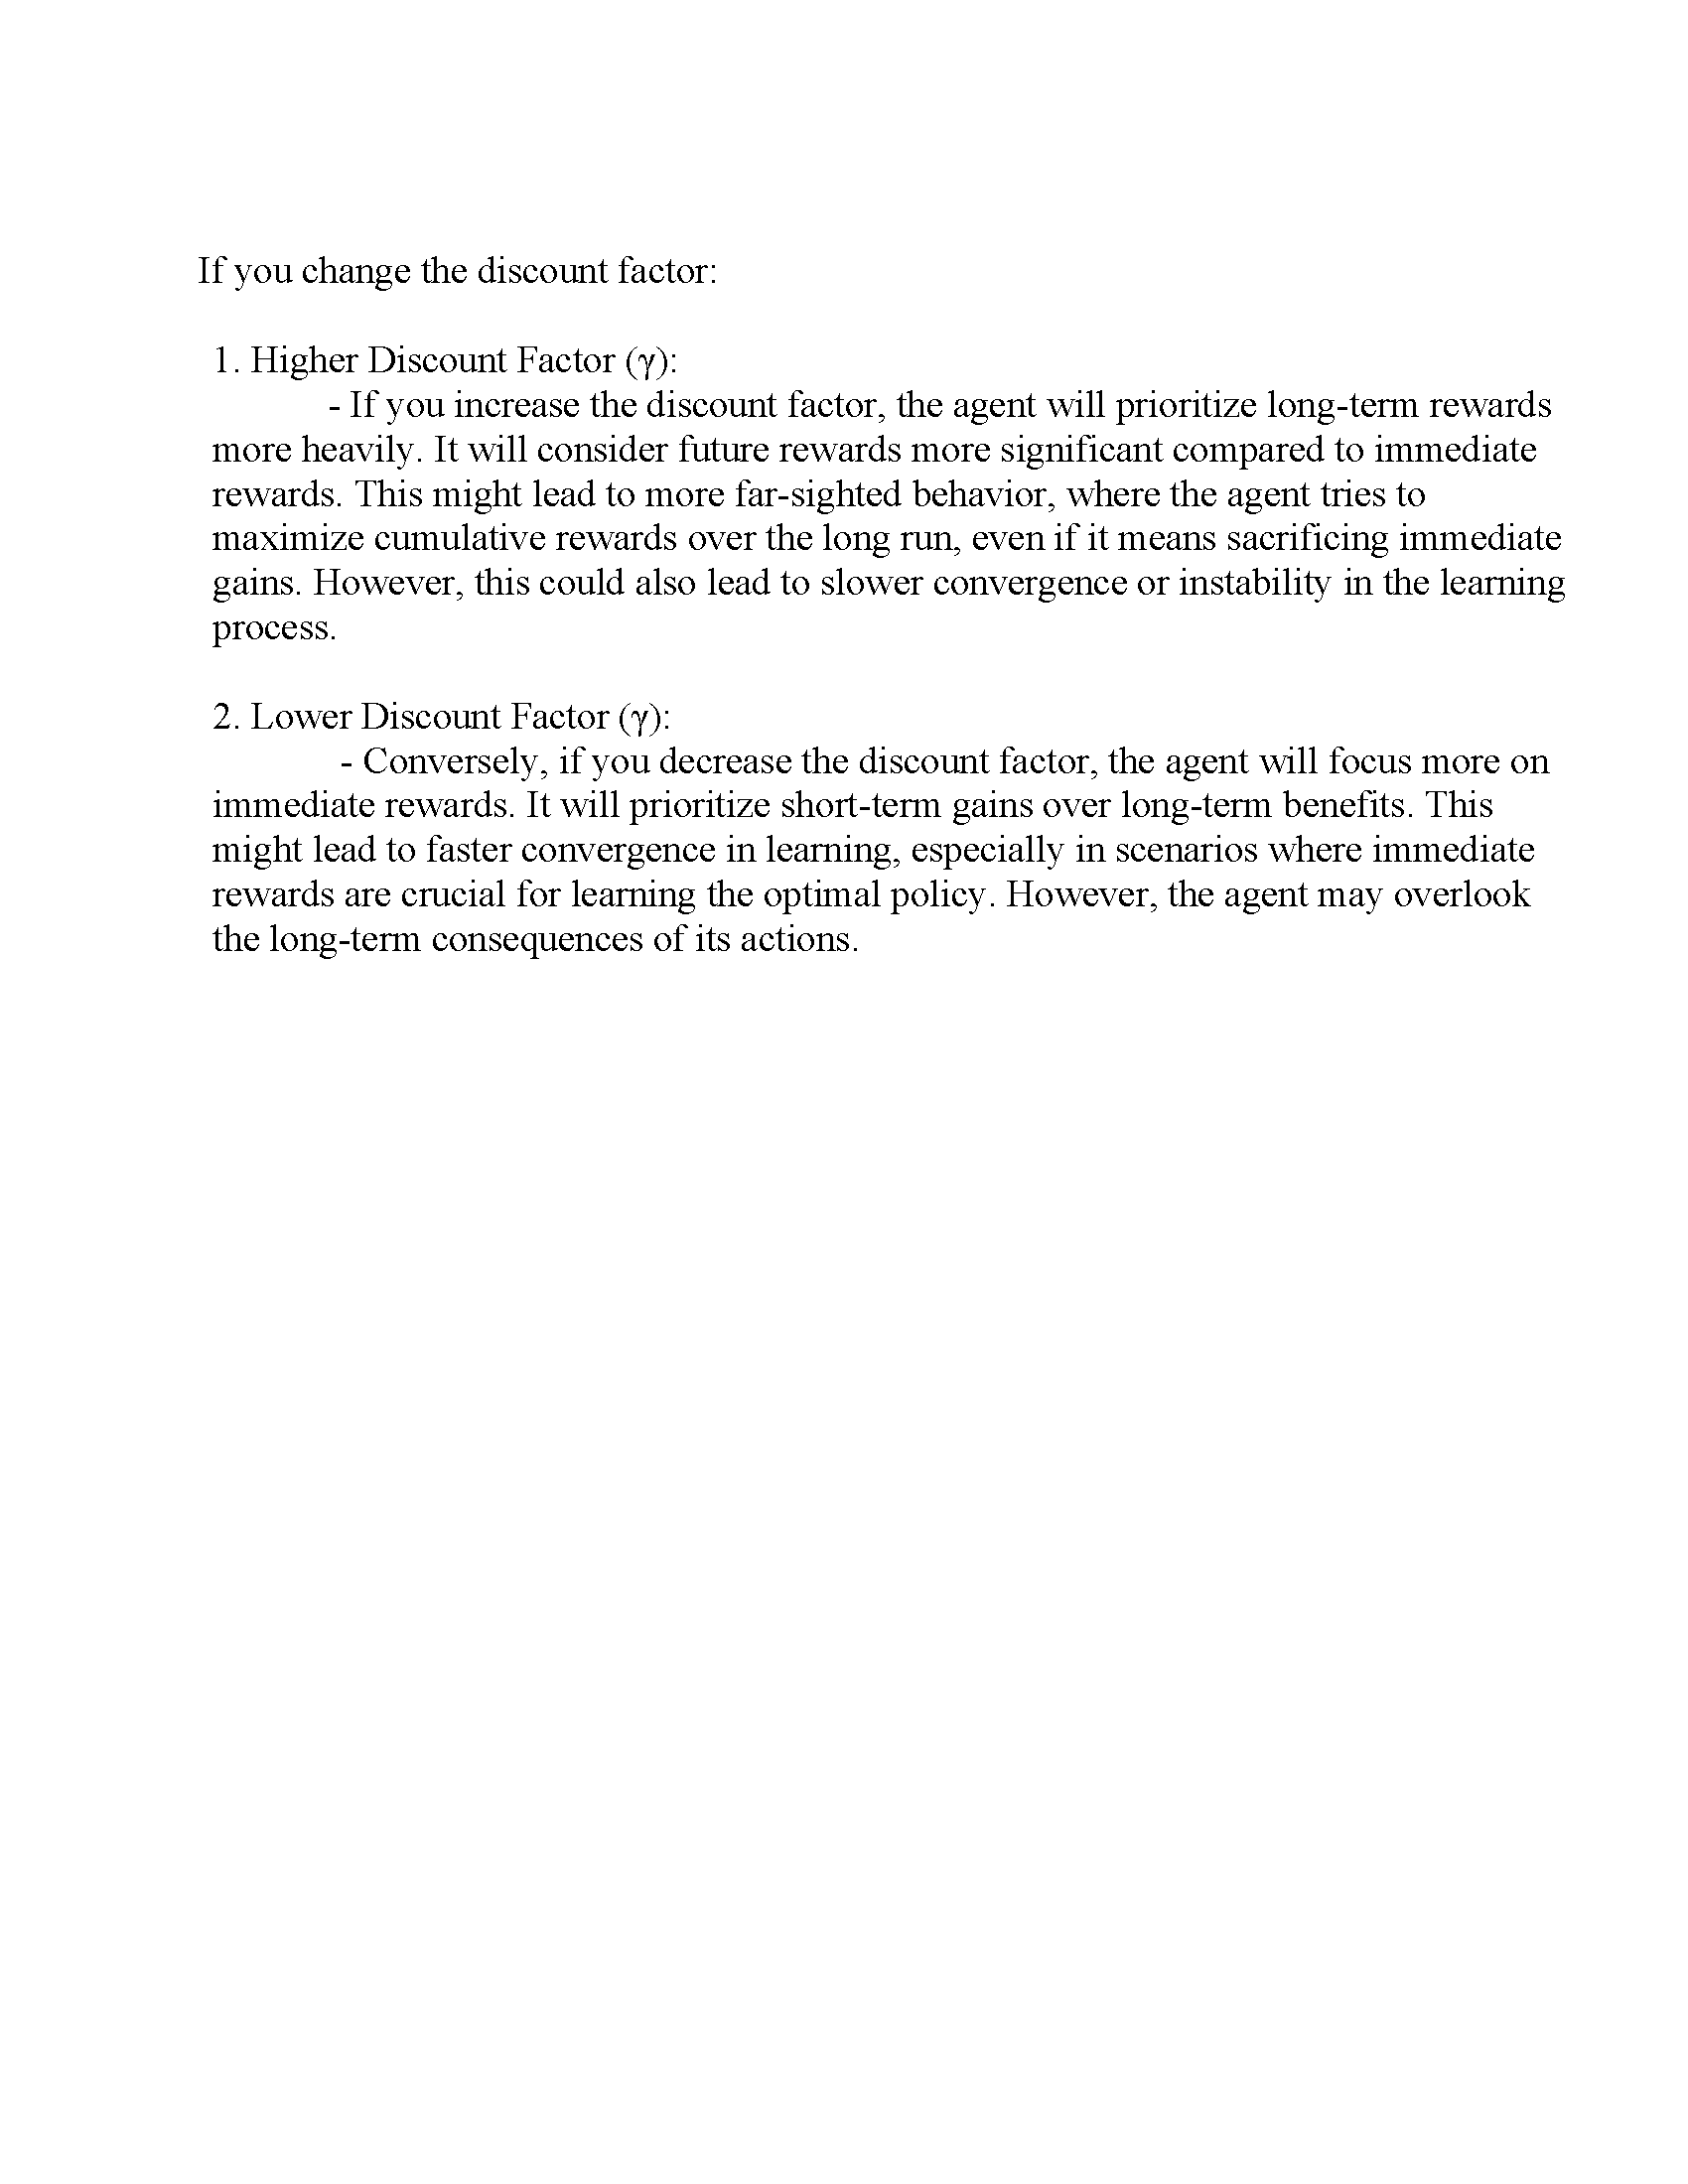 If you change the discount factor:
1. Higher Discount Factor (γ):
- If you increase the discount factor, the agent will prioritize long-term rewards
more heavily. It will consider future rewards more significant compared to immediate
rewards. This might lead to more far-sighted behavior, where the agent tries to
maximize cumulative rewards over the long run, even if it means sacrificing immediate
gains. However, this could also lead to slower convergence or instability in the learning
process.
2. Lower Discount Factor (γ):
- Conversely, if you decrease the discount factor, the agent will focus more on
immediate rewards. It will prioritize short-term gains over long-term benefits. This
might lead to faster convergence in learning, especially in scenarios where immediate
rewards are crucial for learning the optimal policy. However, the agent may overlook
the long-term consequences of its actions.